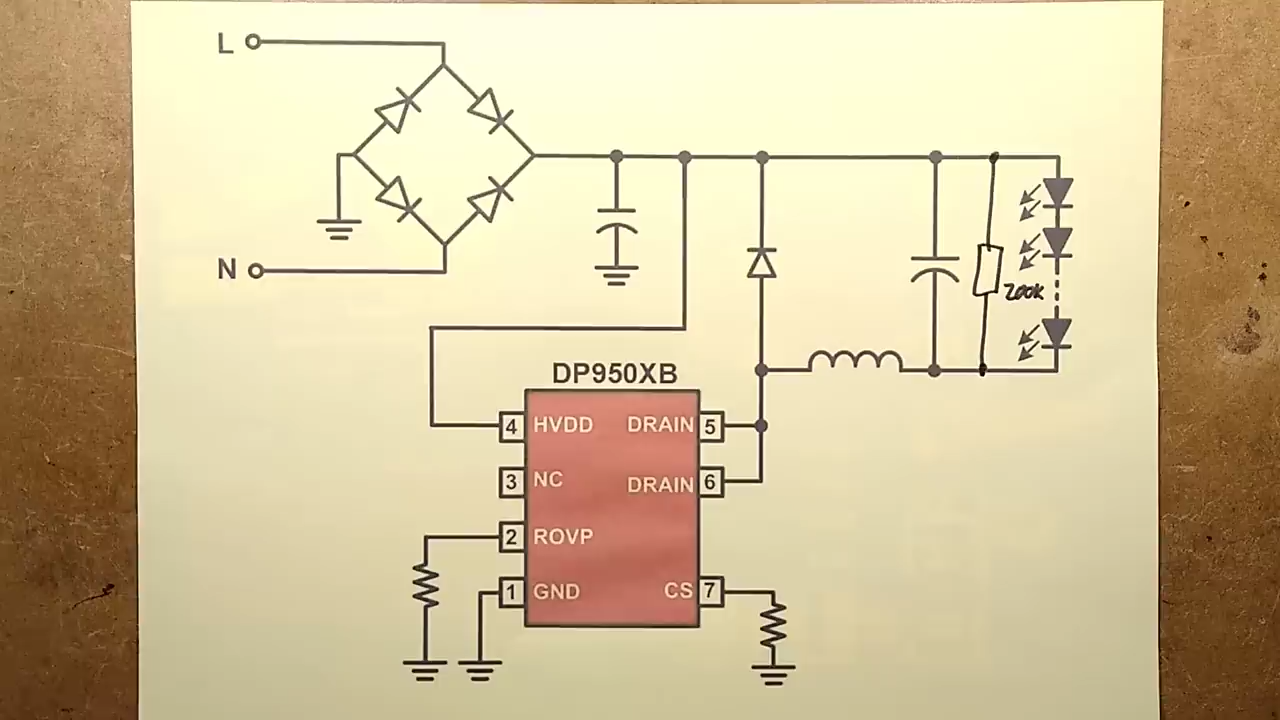 L
N
200K
DP950XB
4 HVDD DRAIN 5
3 NC DRAIN 6
2 ROVP
1 GND CS 7